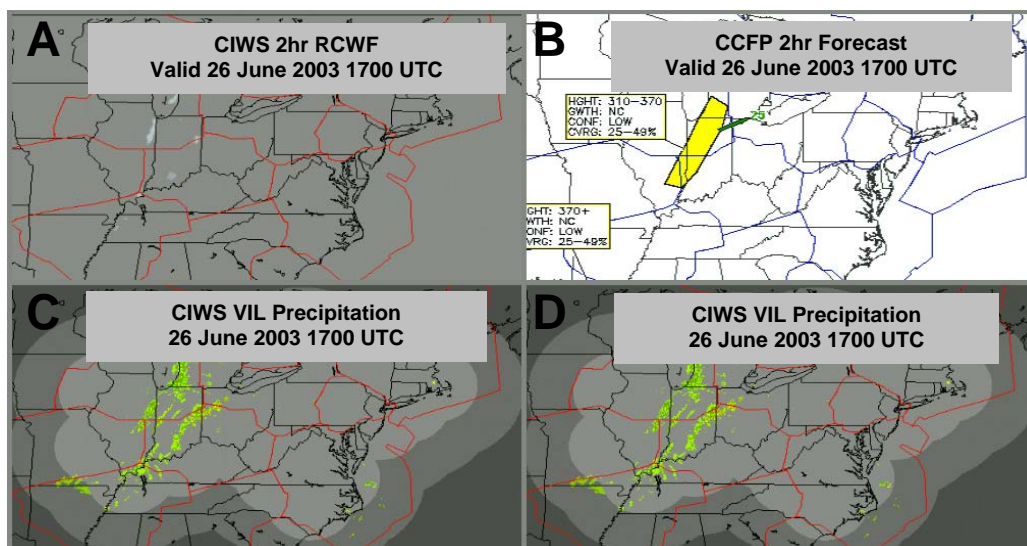 A
CIWS 2hr RCWF
Valid 26 June 2003 1700 UTC
B
CCFP 2hr Forecast
Valid 26 June 2003 1700 UTC
HGHT: 310-370
GWTH: NC
CONF: LOW
CVRG: 25-49%
25
GHT: 370+
WTH: NC
ONF: LOW
VRG: 25-49%
C
CIWS VIL Precipitation
26 June 2003 1700 UTC
D
CIWS VIL Precipitation
26 June 2003 1700 UTC